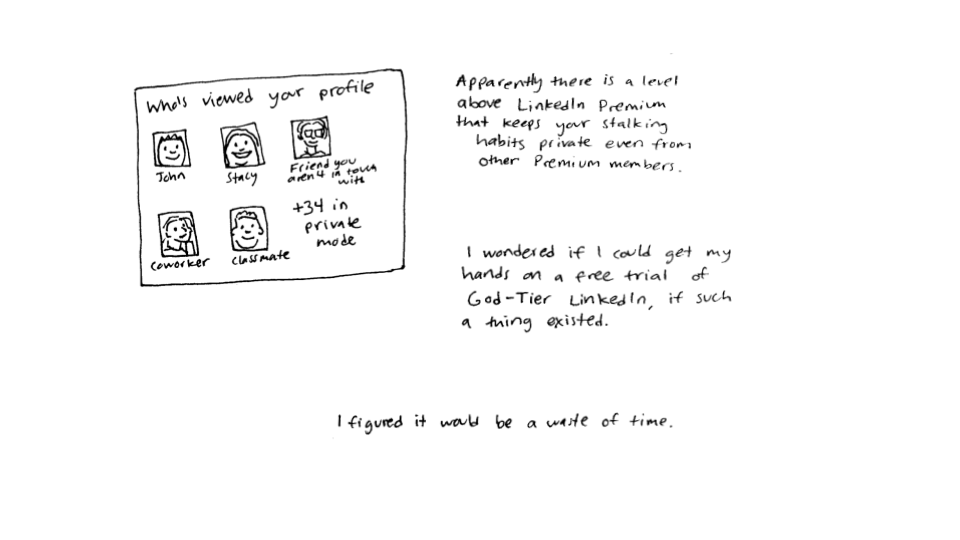 Who's viewed your profile
John
Stacy
Friend you
aren't in touch
with
Coworker
Classmate
+34 in
private
mode
Apparently there is a level
above LinkedIn Premium
that keeps your stalking
habits private even from
other Premium members.
I wondered if I could get my
hands on a free trial of
God-Tier LinkedIn, if such
a thing existed.
I figured it would be a waste of time.